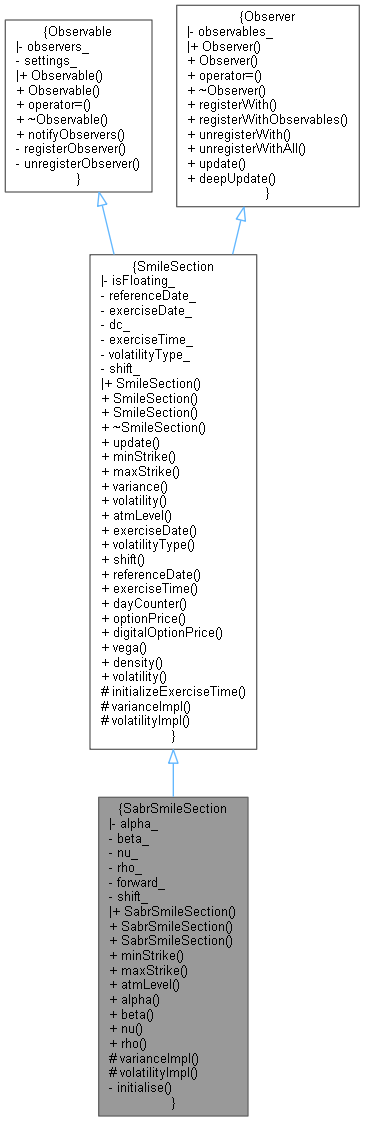 {Observable
|- observers_
- settings_
|+ Observable()
+ Observable()
+ operator=()
+ ~Observable()
+ notifyObservers()
- registerObserver()
- unregisterObserver()
}
{Observer
|- observables_
|+ Observer()
+ Observer()
+ operator=()
+ ~Observer()
+ registerWith()
+ registerWithObservables()
+ unregisterWith()
+ unregisterWithAll()
+ update()
+ deepUpdate()
}
{SmileSection
|- isFloating_
- referenceDate_
- exerciseDate_
- dc_
- exerciseTime_
- volatilityType_
- shift_
|+ SmileSection()
+ SmileSection()
+ SmileSection()
+ ~SmileSection()
+ update()
+ minStrike()
+ maxStrike()
+ variance()
+ volatility()
+ atmLevel()
+ exerciseDate()
+ volatilityType()
+ shift()
+ referenceDate()
+ exerciseTime()
+ dayCounter()
+ optionPrice()
+ digitalOptionPrice()
+ vega()
+ density()
+ volatility()
# initializeExerciseTime()
# varianceImpl()
# volatilityImpl()
}
{SabrSmileSection
|- alpha_
- beta_
- nu_
- rho_
- forward_
- shift_
|+ SabrSmileSection()
+ SabrSmileSection()
+ SabrSmileSection()
+ minStrike()
+ maxStrike()
+ atmLevel()
+ alpha()
+ beta()
+ nu()
+ rho()
# varianceImpl()
# volatilityImpl()
- initialise()
}